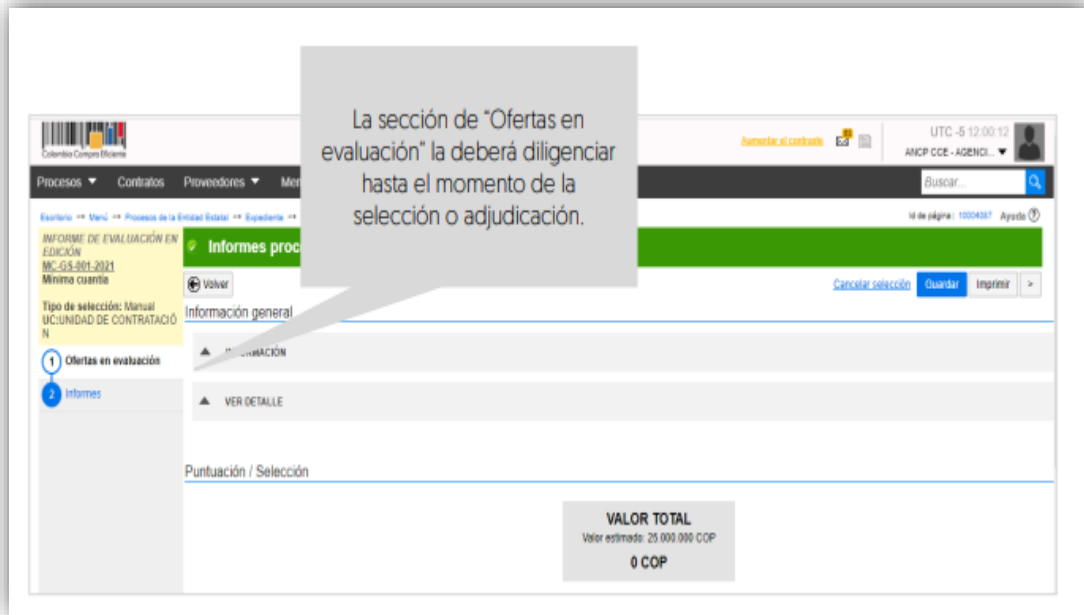 La sección de “Ofertas en
evaluación” la deberá diligenciar
hasta el momento de la
selección o adjudicación.
Colombia Compra Eficiente
Aumentar el contraste
UTC -5 12:00:12
ANCP CCE - AGENCI...
Procesos Contratos Proveedores
Buscar...
Escritorio → Menú → Procesos de la Entidad Estatal → Expediente →
Id de página: 10004087 Ayuda
INFORME DE EVALUACIÓN EN
EDICIÓN
MC-GS-001-2021
Mínima cuantía
Tipo de selección: Manual
UC:UNIDAD DE CONTRATACIÓ
N
Informes
Volver
Cancelar selección Guardar Imprimir >
Información general
1 Ofertas en evaluación
2 Informes
VER DETALLE
Puntuación / Selección
VALOR TOTAL
Valor estimado: 25.000.000 COP
0 COP